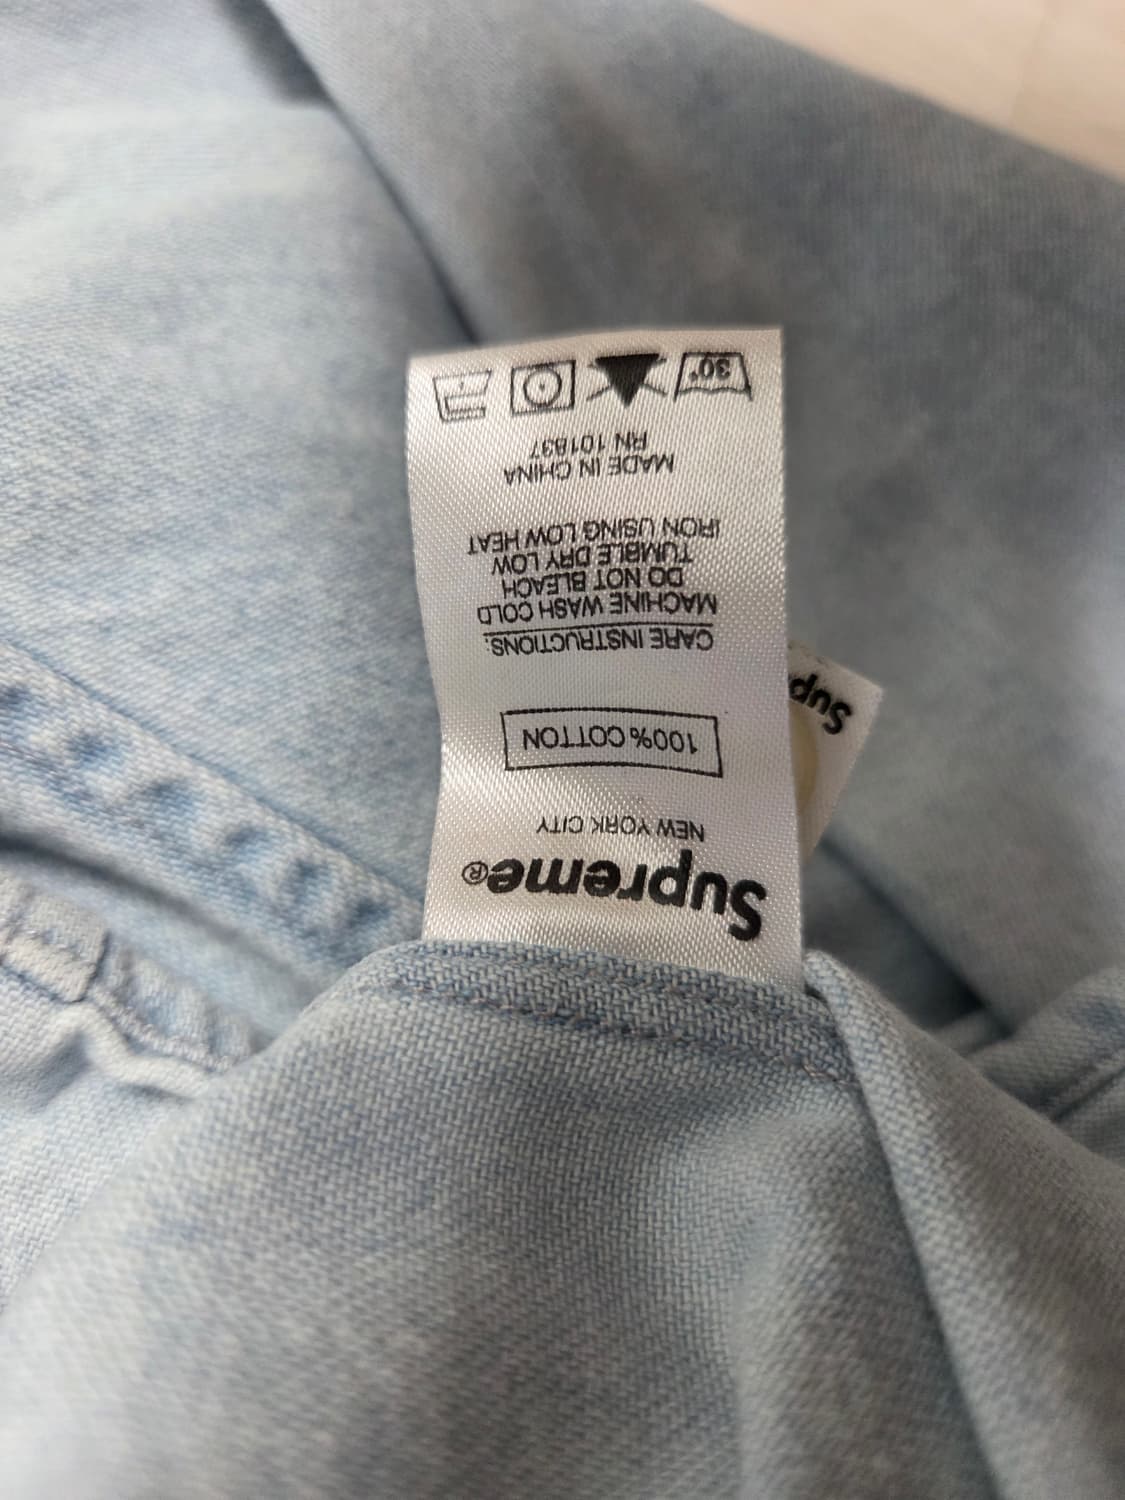 Supreme®
NEW YORK CITY
100% COTTON
CARE INSTRUCTIONS:
MACHINE WASH COLD
DO NOT BLEACH
TUMBLE DRY LOW
IRON USING LOW HEAT
MADE IN CHINA
RN 101837
30°
Sup